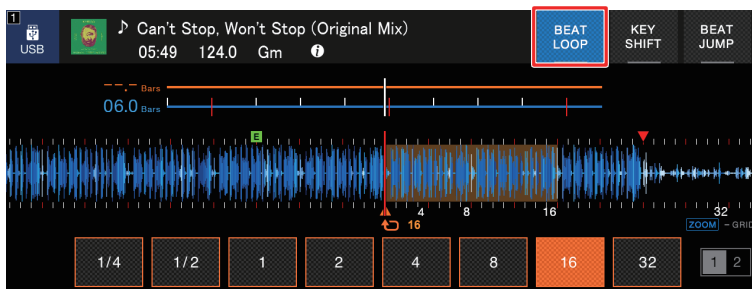 1
USB
♪ Can't Stop, Won't Stop (Original Mix)
05:49 124.0 Gm i
BEAT LOOP
KEY SHIFT
BEAT JUMP
--.- Bars
06.0 Bars
E
4 8 16 32
16
ZOOM - GRID
1/4 1/2 1 2 4 8 16 32
1 2